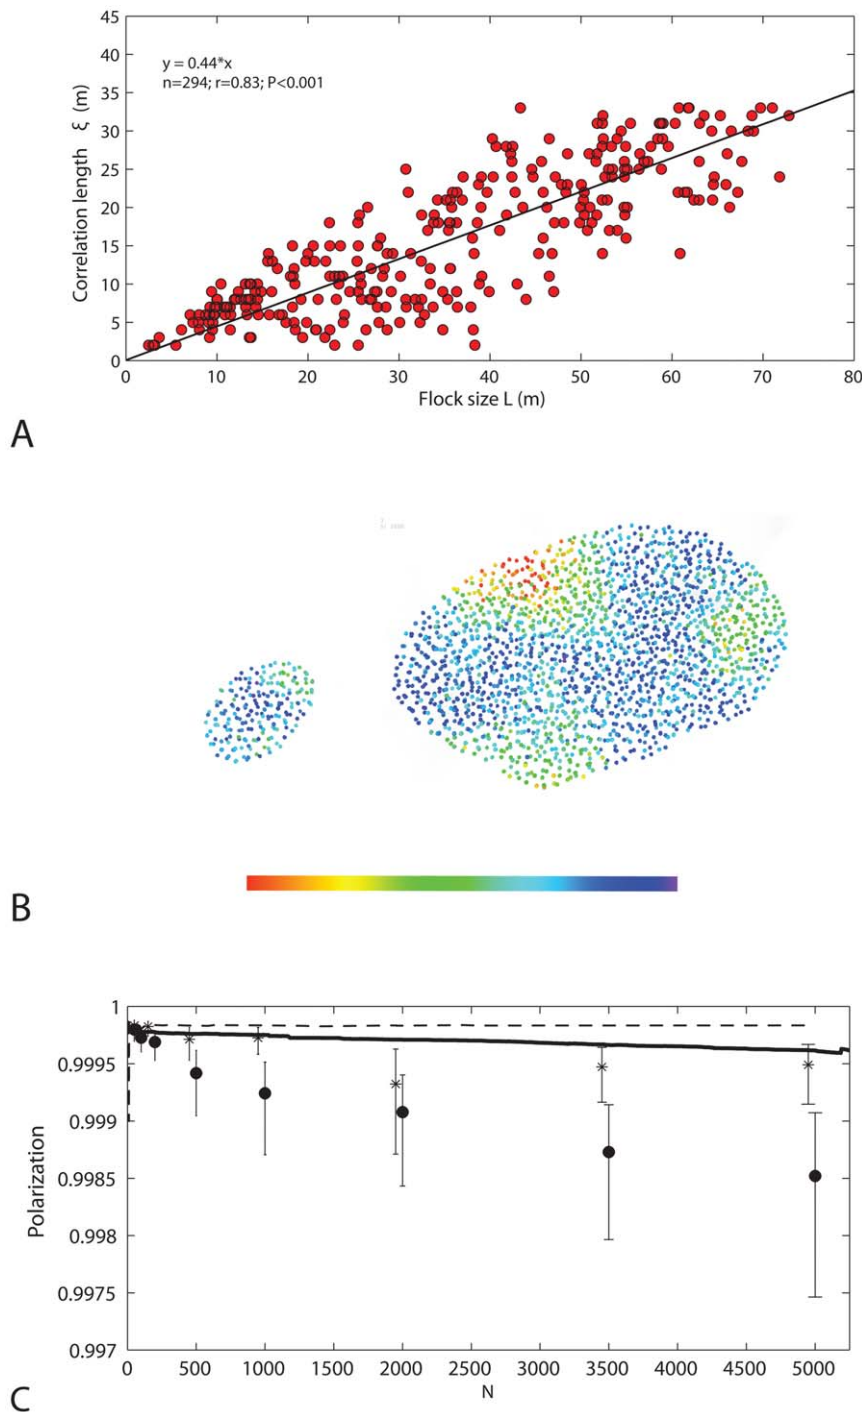 45
40
35
30
25
20
15
10
5
0
y = 0.44*x
n=294; r=0.83; P<0.001
Correlation length ξ (m)
0 10 20 30 40 50 60 70 80
Flock size L (m)
A
B
1
0.9995
0.999
0.9985
0.998
0.9975
0.997
Polarization
0 500 1000 1500 2000 2500 3000 3500 4000 4500 5000
N
C